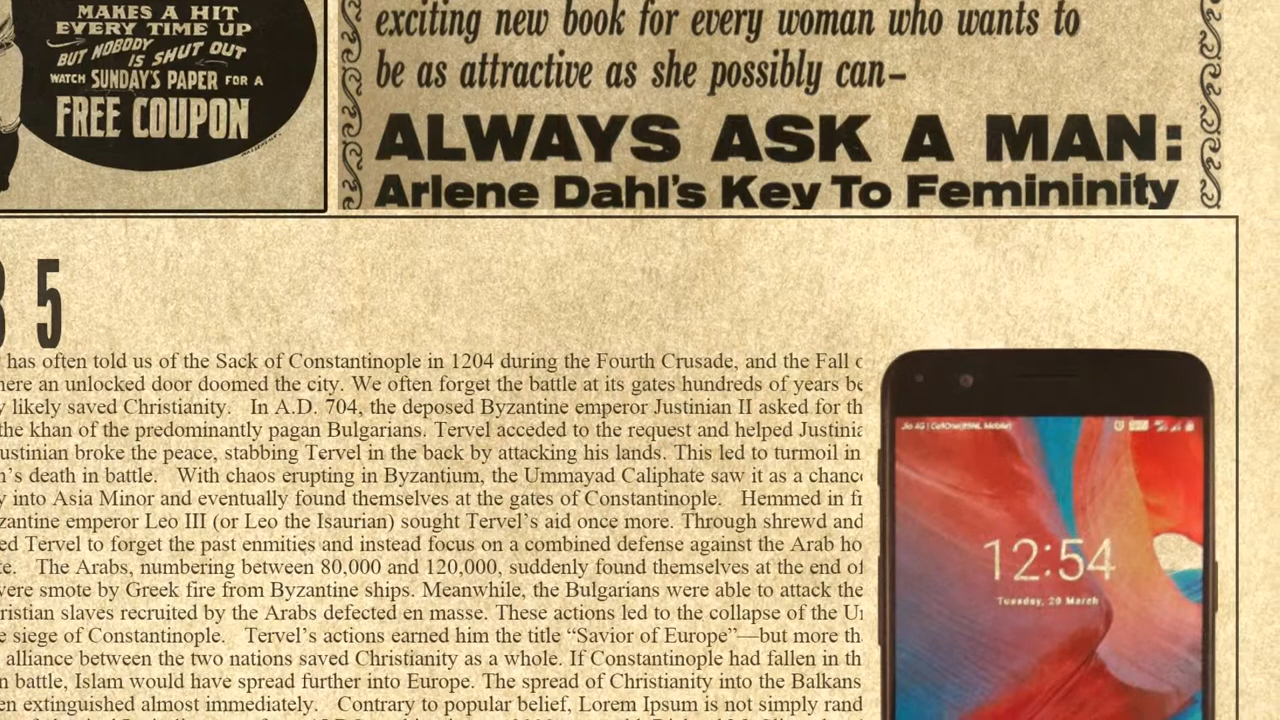 MAKES A HIT
EVERY TIME UP
BUT NOBODY
IS SHUT OUT
WATCH SUNDAY'S PAPER FOR A
FREE COUPON
exciting new book for every woman who wants to
be as attractive as she possibly can–
ALWAYS ASK A MAN:
Arlene Dahl's Key To Femininity
5
has often told us of the Sack of Constantinople in 1204 during the Fourth Crusade, and the Fall
here an unlocked door doomed the city. We often forget the battle at its gates hundreds of years
likely saved Christianity. In A.D. 704, the deposed Byzantine emperor Justinian II asked for
the khan of the predominantly pagan Bulgarians. Tervel acceded to the request and helped
broke the peace, stabbing Tervel in the back by attacking his lands. This led to turmoil in
death in battle. With chaos erupting in Byzantium, the Ummayad Caliphate saw it as a
into Asia Minor and eventually found themselves at the gates of Constantinople. Hemmed in
emperor Leo III (or Leo the Isaurian) sought Tervel's aid once more. Through shrewd and
ed Tervel to forget the past enmities and instead focus on a combined defense against the Arab
The Arabs, numbering between 80,000 and 120,000, suddenly found themselves at the end of
were smote by Greek fire from Byzantine ships. Meanwhile, the Bulgarians were able to attack the
slaves recruited by the Arabs defected en masse. These actions led to the collapse of the
siege of Constantinople. Tervel's actions earned him the title “Savior of Europe”—but more
alliance between the two nations saved Christianity as a whole. If Constantinople had fallen in
battle, Islam would have spread further into Europe. The spread of Christianity into the Balkans
extinguished almost immediately. Contrary to popular belief, Lorem Ipsum is not simply
Jio 4G | CellOne(BSNL Mobile)
12:54
Tuesday, 20 March